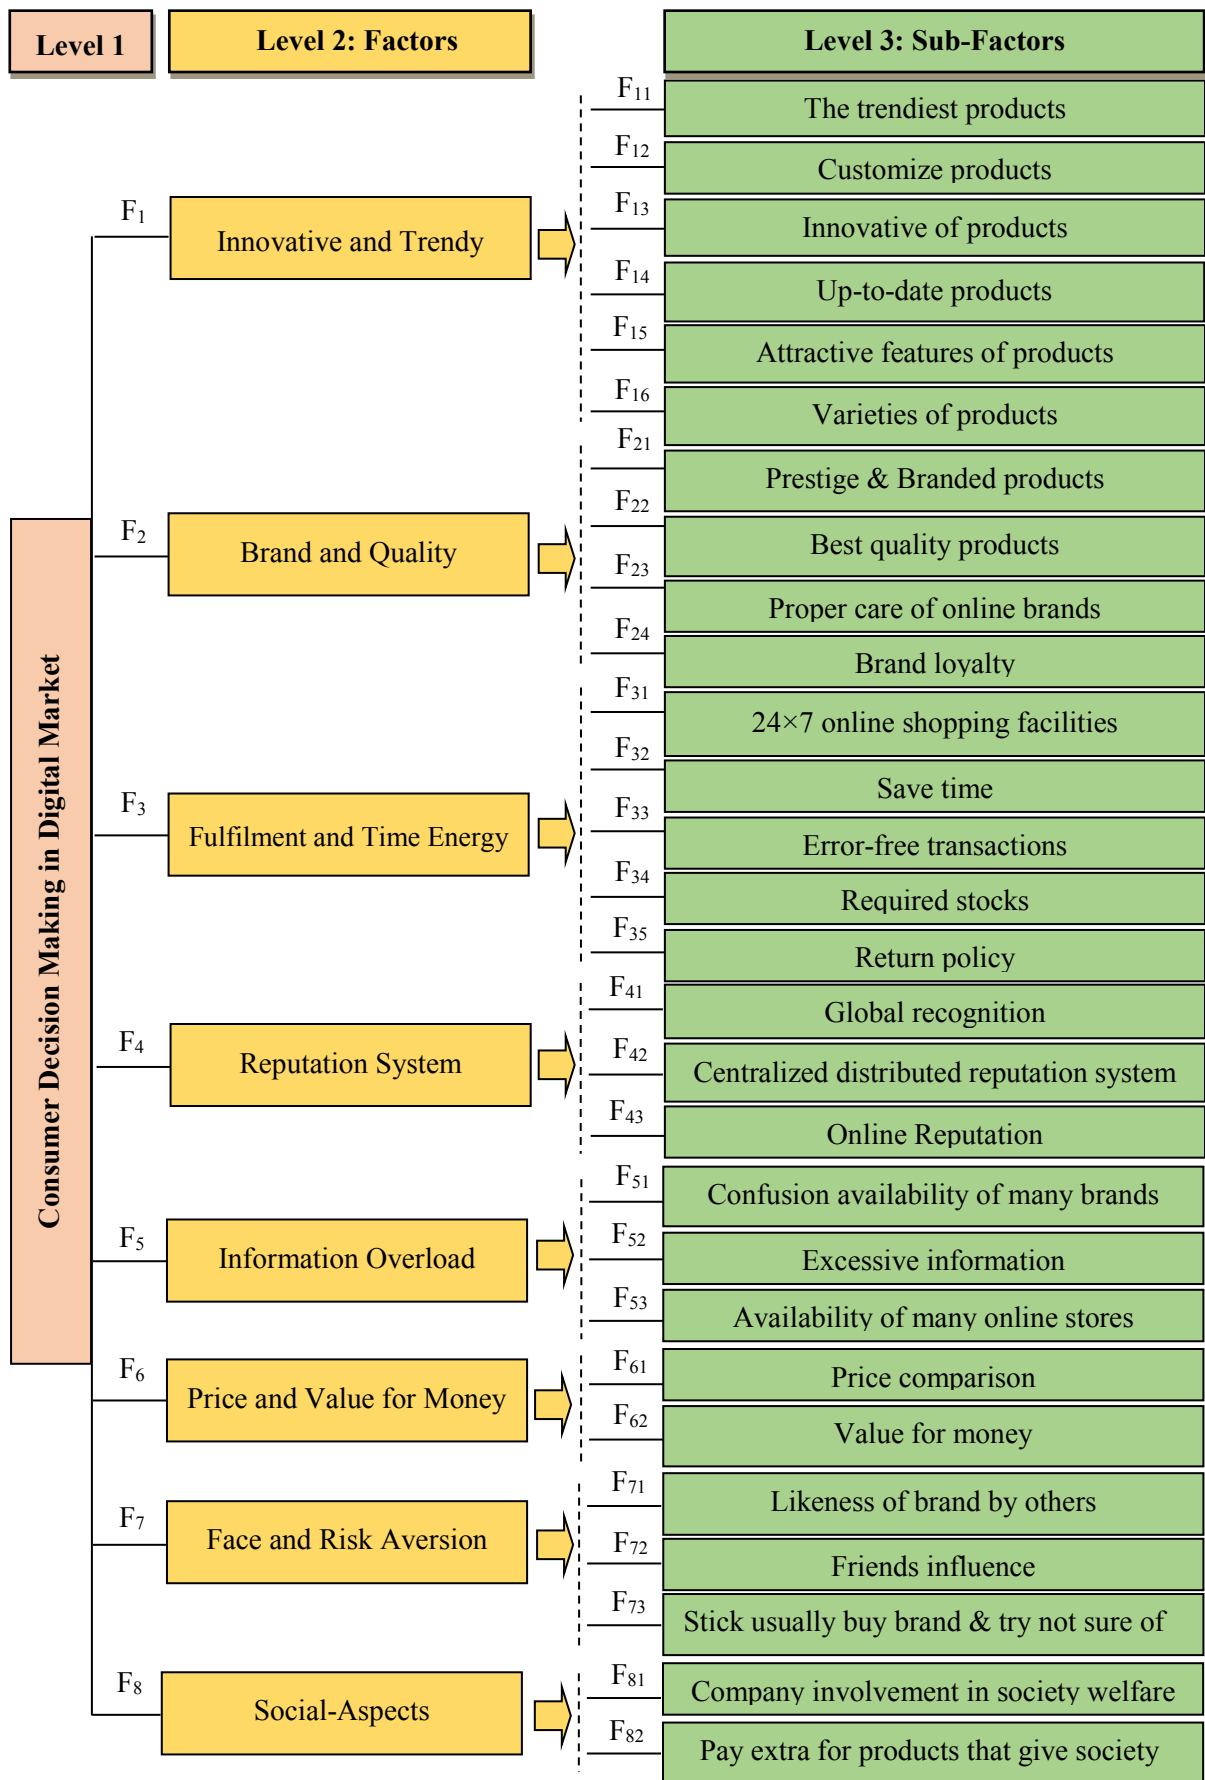 Level 1
Level 2: Factors
Level 3: Sub-Factors
Consumer Decision Making in Digital Market
F1
Innovative and Trendy
F11
The trendiest products
F12
Customize products
F13
Innovative of products
F14
Up-to-date products
F15
Attractive features of products
F16
Varieties of products
F2
Brand and Quality
F21
Prestige & Branded products
F22
Best quality products
F23
Proper care of online brands
F24
Brand loyalty
F3
Fulfilment and Time Energy
F31
24×7 online shopping facilities
F32
Save time
F33
Error-free transactions
F34
Required stocks
F35
Return policy
F4
Reputation System
F41
Global recognition
F42
Centralized distributed reputation system
F43
Online Reputation
F5
Information Overload
F51
Confusion availability of many brands
F52
Excessive information
F53
Availability of many online stores
F6
Price and Value for Money
F61
Price comparison
F62
Value for money
F7
Face and Risk Aversion
F71
Likeness of brand by others
F72
Friends influence
F73
Stick usually buy brand & try not sure of
F8
Social-Aspects
F81
Company involvement in society welfare
F82
Pay extra for products that give society